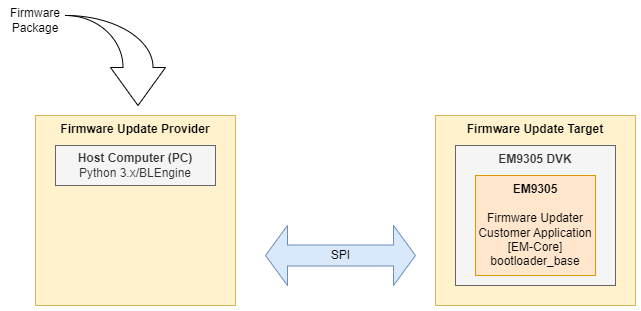 Firmware
Package
Firmware Update Provider
Host Computer (PC)
Python 3.x/BLEngine
SPI
Firmware Update Target
EM9305 DVK
EM9305
Firmware Updater
Customer Application
[EM-Core]
bootloader_base